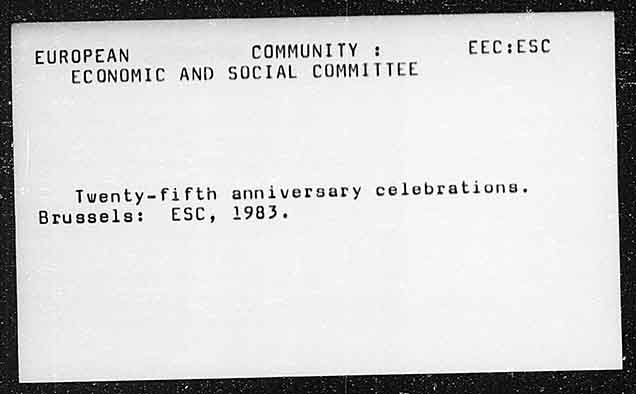 EUROPEAN COMMUNITY : EEC:ESC
ECONOMIC AND SOCIAL COMMITTEE
Twenty-fifth anniversary celebrations.
Brussels: ESC, 1983.